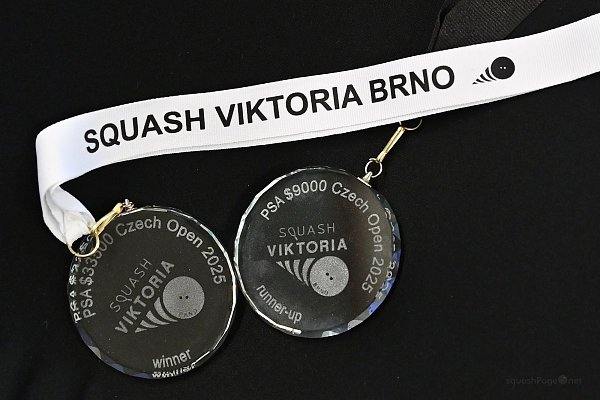 SQUASH VIKTORIA BRNO
PSA $33000 Czech Open 2025
SQUASH
VIKTORIA
winner
PSA $9000 Czech Open 2025
SQUASH
VIKTORIA
runner-up
squashPage.net